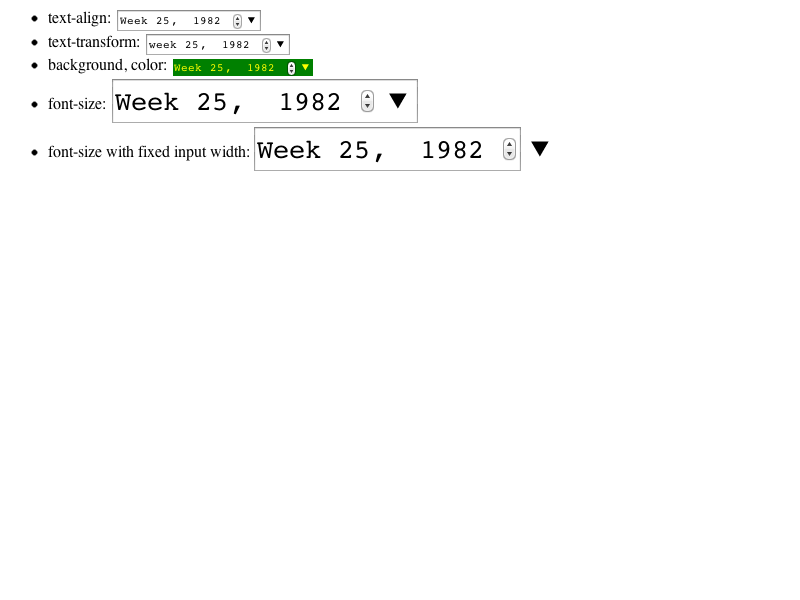 text-align: Week 25, 1982
text-transform: week 25, 1982
background, color: Week 25, 1982
font-size: Week 25, 1982
font-size with fixed input width: Week 25, 1982